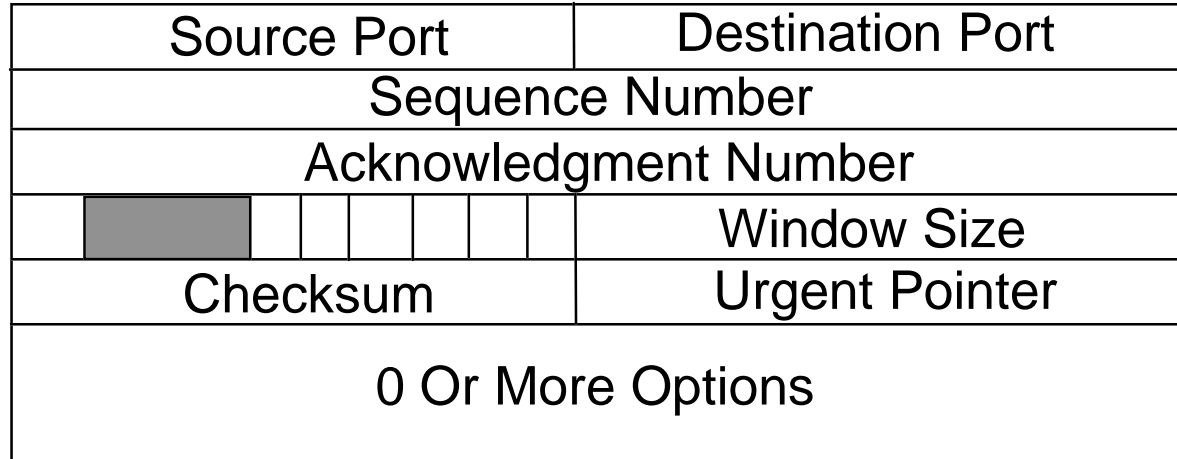 Source Port Destination Port
Sequence Number
Acknowledgment Number
Window Size
Checksum Urgent Pointer
0 Or More Options